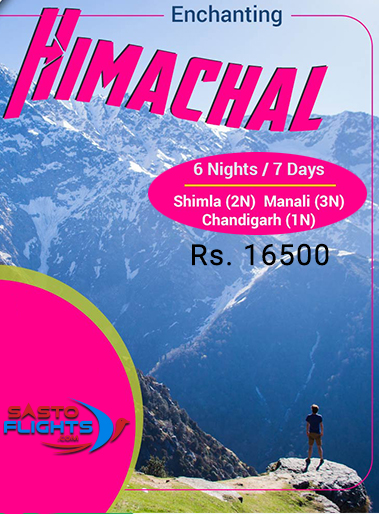 Enchanting
HIMACHAL
6 Nights / 7 Days
Shimla (2N) Manali (3N)
Chandigarh (1N)
Rs. 16500
SASTO
FLIGHTS
.COM